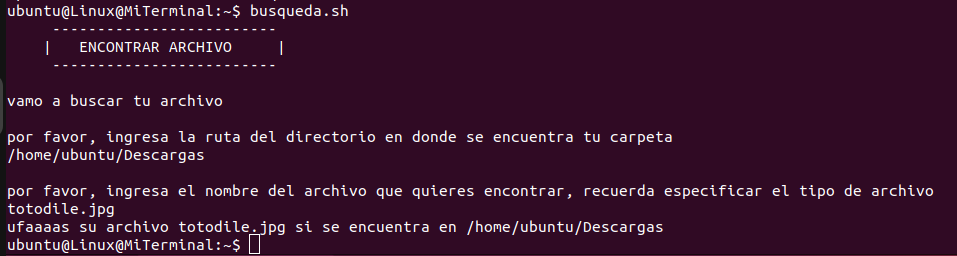 ubuntu@Linux@MiTerminal:~$ busqueda.sh
-------------------------
|   ENCONTRAR ARCHIVO     |
-------------------------
vamo a buscar tu archivo
por favor, ingresa la ruta del directorio en donde se encuentra tu carpeta
/home/ubuntu/Descargas
por favor, ingresa el nombre del archivo que quieres encontrar, recuerda especificar el tipo de archivo
totodile.jpg
ufaaaas su archivo totodile.jpg si se encuentra en /home/ubuntu/Descargas
ubuntu@Linux@MiTerminal:~$